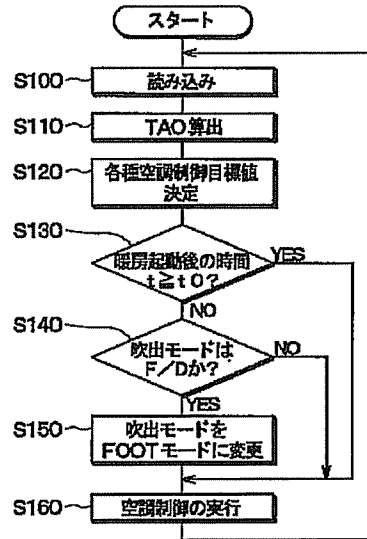 スタート
S100
読み込み
S110
TAO算出
S120
各種空調制御目標値
決定
S130
暖房起動後の時間
t≧t0?
YES
NO
S140
吹出モードは
F/Dか?
NO
YES
S150
吹出モードを
FOOTモードに変更
S160
空調制御の実行